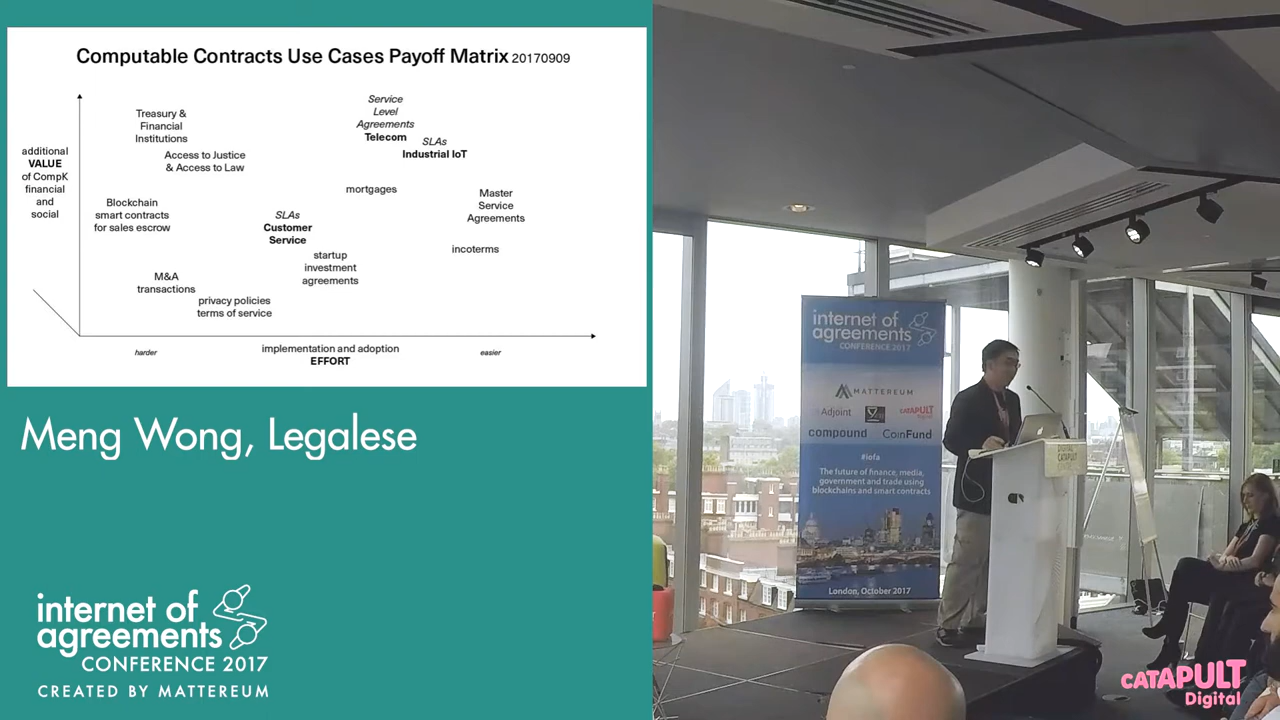 Computable Contracts Use Cases Payoff Matrix 20170909
additional
VALUE
of CompK
financial
and
social
Treasury &
Financial
Institutions
Access to Justice
& Access to Law
Service
Level
Agreements
Telecom
SLAs
Industrial IoT
mortgages
Master
Service
Agreements
Blockchain
smart contracts
for sales escrow
SLAs
Customer
Service
incoterms
startup
investment
agreements
M&A
transactions
privacy policies
terms of service
harder
implementation and adoption
EFFORT
easier
Meng Wong, Legalese
internet of
agreements
CONFERENCE 2017
CREATED BY MATTEREUM
internet of
agreements
CONFERENCE 2017
MATTEREUM
Adjoint
CATAPULT
compound
CoinFund
#iofa
The future of finance, media,
government and trade using
blockchains and smart contracts
London, October 2017
DIGITAL
CATAPULT
CATAPULT
Digital